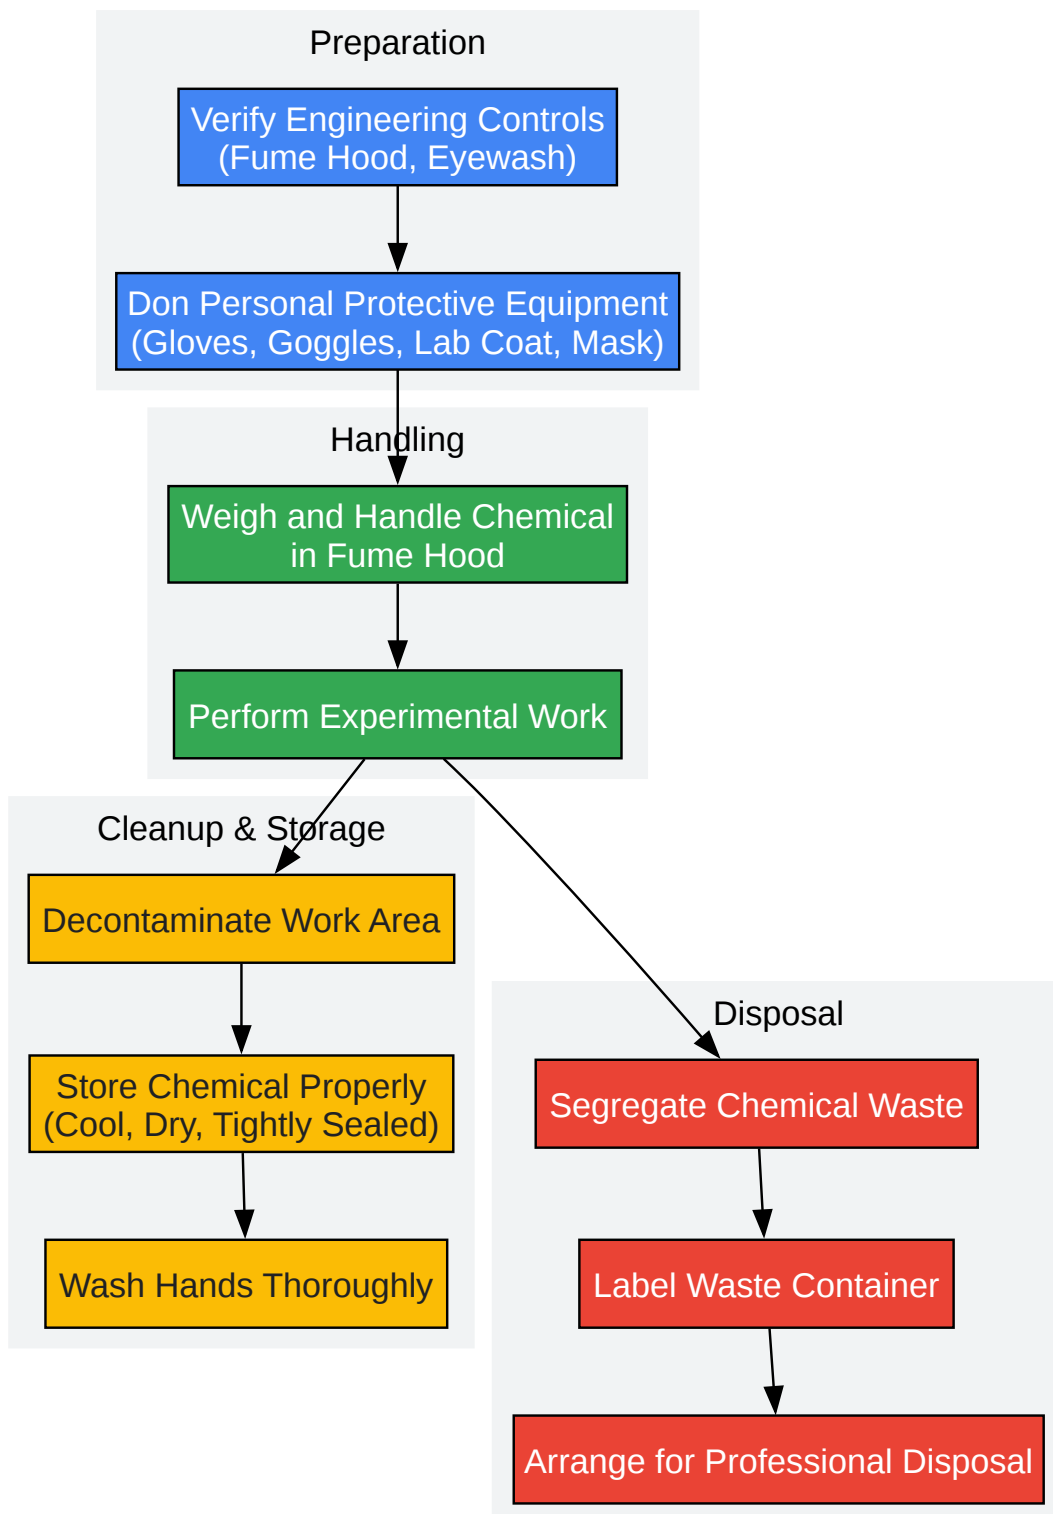 Preparation
Verify Engineering Controls
(Fume Hood, Eyewash)
Don Personal Protective Equipment
(Gloves, Goggles, Lab Coat, Mask)
Handling
Weigh and Handle Chemical
in Fume Hood
Perform Experimental Work
Cleanup & Storage
Decontaminate Work Area
Store Chemical Properly
(Cool, Dry, Tightly Sealed)
Wash Hands Thoroughly
Disposal
Segregate Chemical Waste
Label Waste Container
Arrange for Professional Disposal